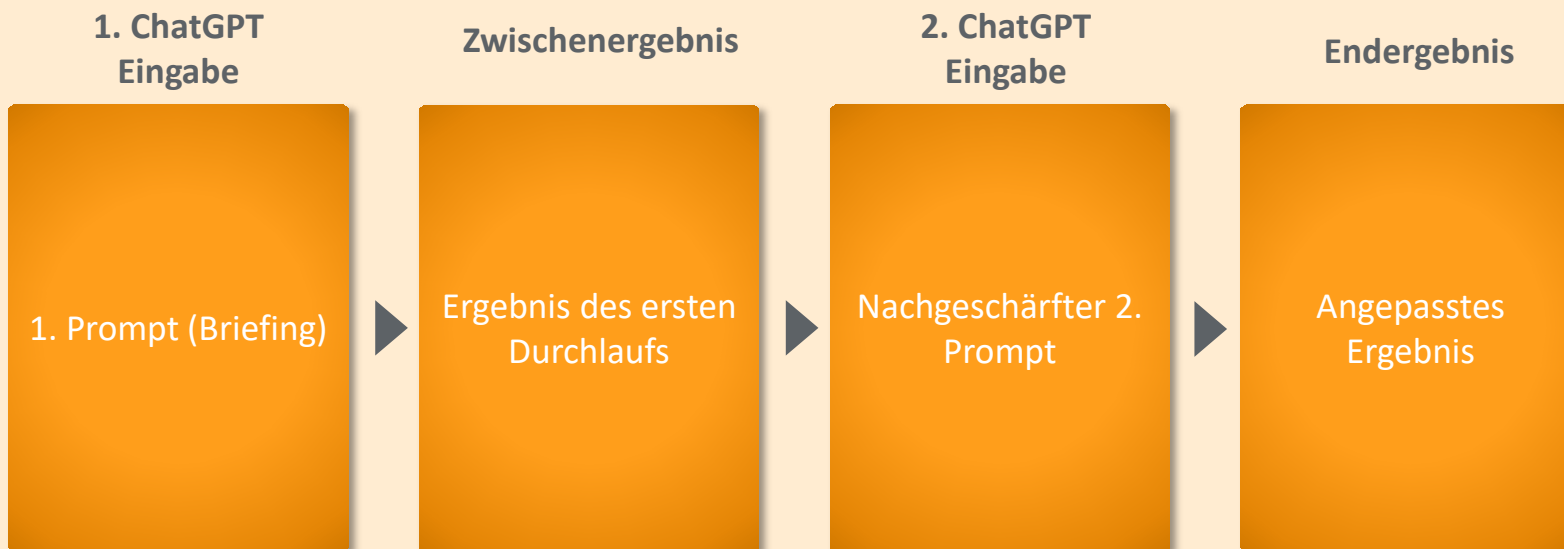 1. ChatGPT
Eingabe
Zwischenergebnis
2. ChatGPT
Eingabe
Endergebnis
1. Prompt (Briefing)
Ergebnis des ersten
Durchlaufs
Nachgeschärfter 2.
Prompt
Angepasstes
Ergebnis